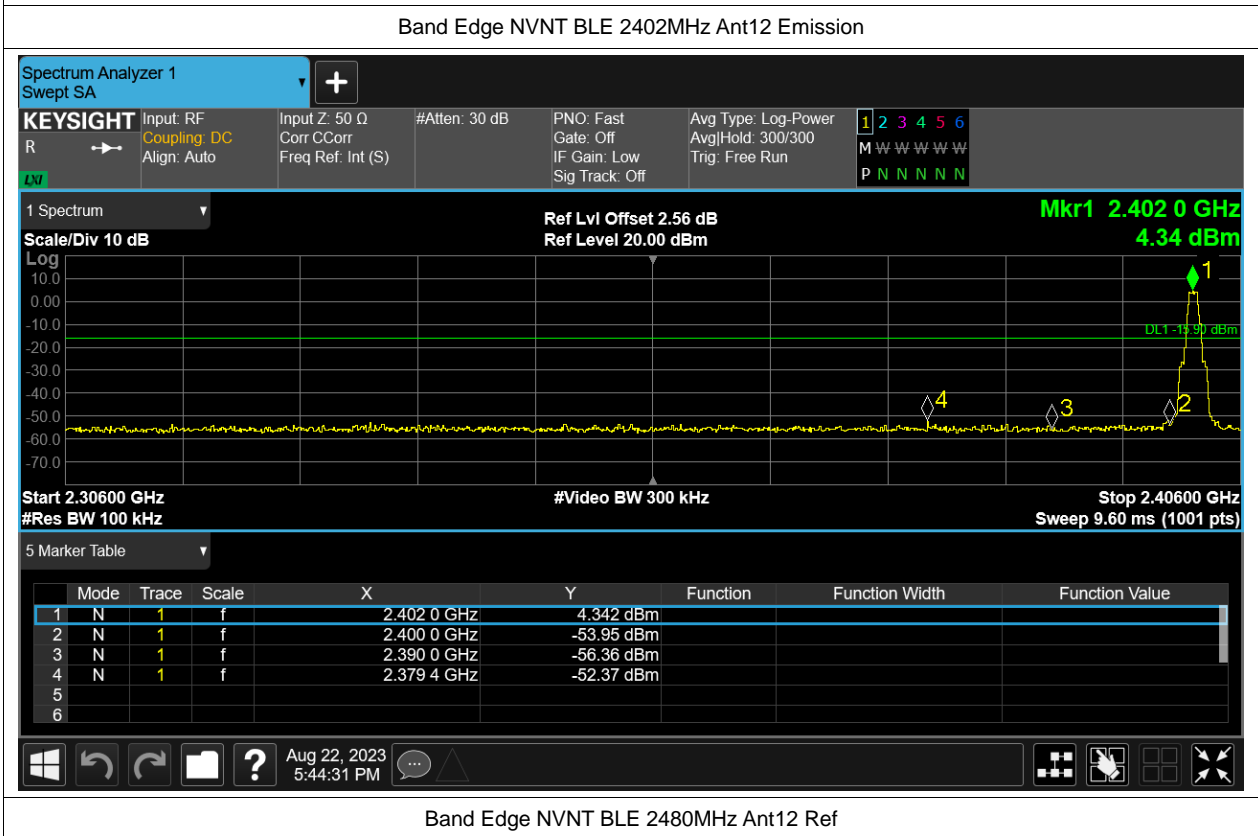 Band Edge NVNT BLE 2402MHz Ant12 Emission
Spectrum Analyzer 1
Swept SA
+
KEYSIGHT
R
LXI
Input: RF
Coupling: DC
Align: Auto
Input Z: 50 Ω
Corr CCorr
Freq Ref: Int (S)
#Atten: 30 dB
PNO: Fast
Gate: Off
IF Gain: Low
Sig Track: Off
Avg Type: Log-Power
Avg|Hold: 300/300
Trig: Free Run
1 2 3 4 5 6
M W W W W W
P N N N N N
1 Spectrum
Scale/Div 10 dB
Ref Lvl Offset 2.56 dB
Ref Level 20.00 dBm
Mkr1 2.402 0 GHz
4.34 dBm
Log
10.0
0.00
-10.0
-20.0
-30.0
-40.0
-50.0
-60.0
-70.0
1
DL1 -15.90 dBm
4
3
2
Start 2.30600 GHz
#Video BW 300 kHz
Stop 2.40600 GHz
#Res BW 100 kHz
Sweep 9.60 ms (1001 pts)
5 Marker Table
Mode Trace Scale X Y Function Function Width Function Value
1 N 1 f 2.402 0 GHz 4.342 dBm
2 N 1 f 2.400 0 GHz -53.95 dBm
3 N 1 f 2.390 0 GHz -56.36 dBm
4 N 1 f 2.379 4 GHz -52.37 dBm
5
6
?
Aug 22, 2023
5:44:31 PM
Band Edge NVNT BLE 2480MHz Ant12 Ref